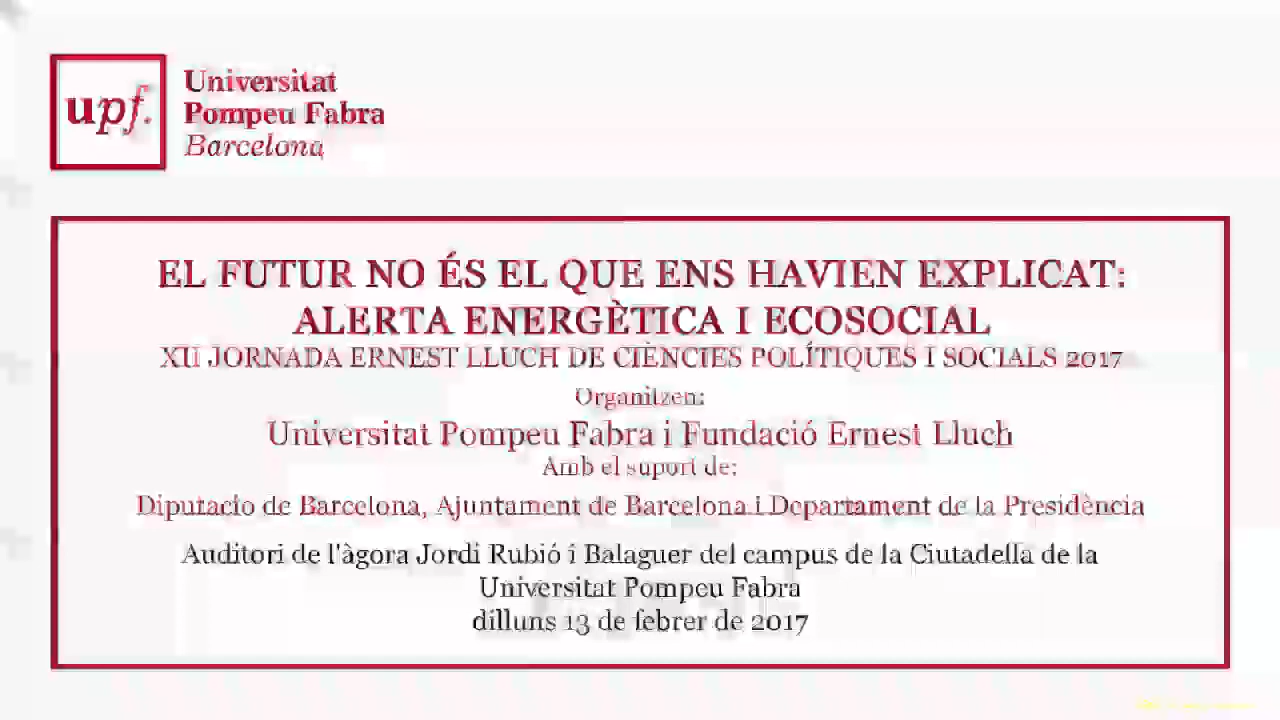 upf.
Universitat
Pompeu Fabra
Barcelona
EL FUTUR NO ÉS EL QUE ENS HAVIEN EXPLICAT:
ALERTA ENERGÈTICA I ECOSOCIAL
XII JORNADA ERNEST LLUCH DE CIÈNCIES POLÍTIQUES I SOCIALS 2017
Organitzen:
Universitat Pompeu Fabra i Fundació Ernest Lluch
Amb el suport de:
Diputacio de Barcelona, Ajuntament de Barcelona i Departament de la Presidència
Auditori de l'àgora Jordi Rubió i Balaguer del campus de la Ciutadella de la
Universitat Pompeu Fabra
dilluns 13 de febrer de 2017